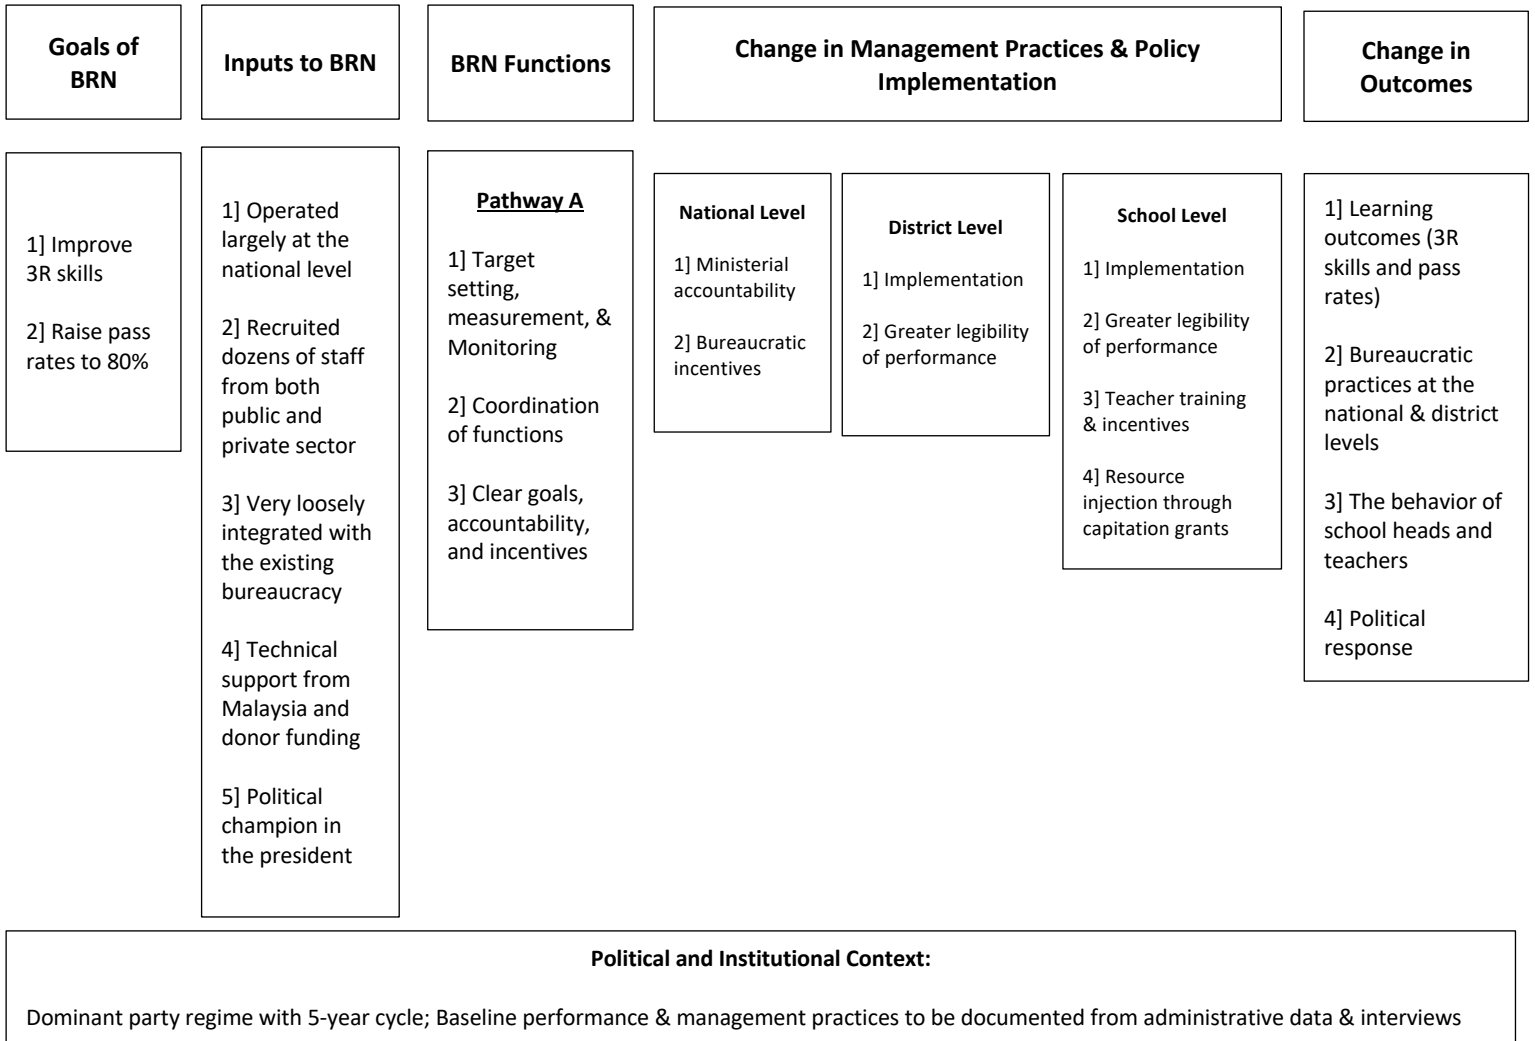 Goals of
BRN
Inputs to BRN
BRN Functions
Change in Management Practices & Policy
Implementation
Change in
Outcomes
1] Improve
3R skills
2] Raise pass
rates to 80%
1] Operated
largely at the
national level
2] Recruited
dozens of staff
from both
public and
private sector
3] Very loosely
integrated with
the existing
bureaucracy
4] Technical
support from
Malaysia and
donor funding
5] Political
champion in
the president
Pathway A
1] Target
setting,
measurement, &
Monitoring
2] Coordination
of functions
3] Clear goals,
accountability,
and incentives
National Level
1] Ministerial
accountability
2] Bureaucratic
incentives
District Level
1] Implementation
2] Greater legibility
of performance
School Level
1] Implementation
2] Greater legibility
of performance
3] Teacher training
& incentives
4] Resource
injection through
capitation grants
1] Learning
outcomes (3R
skills and pass
rates)
2] Bureaucratic
practices at the
national & district
levels
3] The behavior of
school heads and
teachers
4] Political
response
Political and Institutional Context:
Dominant party regime with 5-year cycle; Baseline performance & management practices to be documented from administrative data & interviews